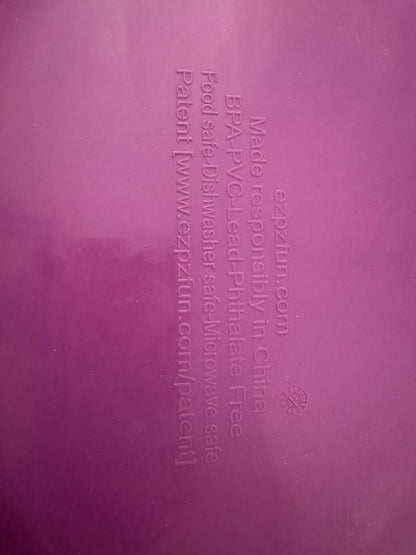 ezpzfun.com
Made responsibly in China
BPA-PVC-Lead-Phthalate Free
Food safe-Dishwasher safe-Microwave safe
Patent [www.ezpzfun.com/patent]